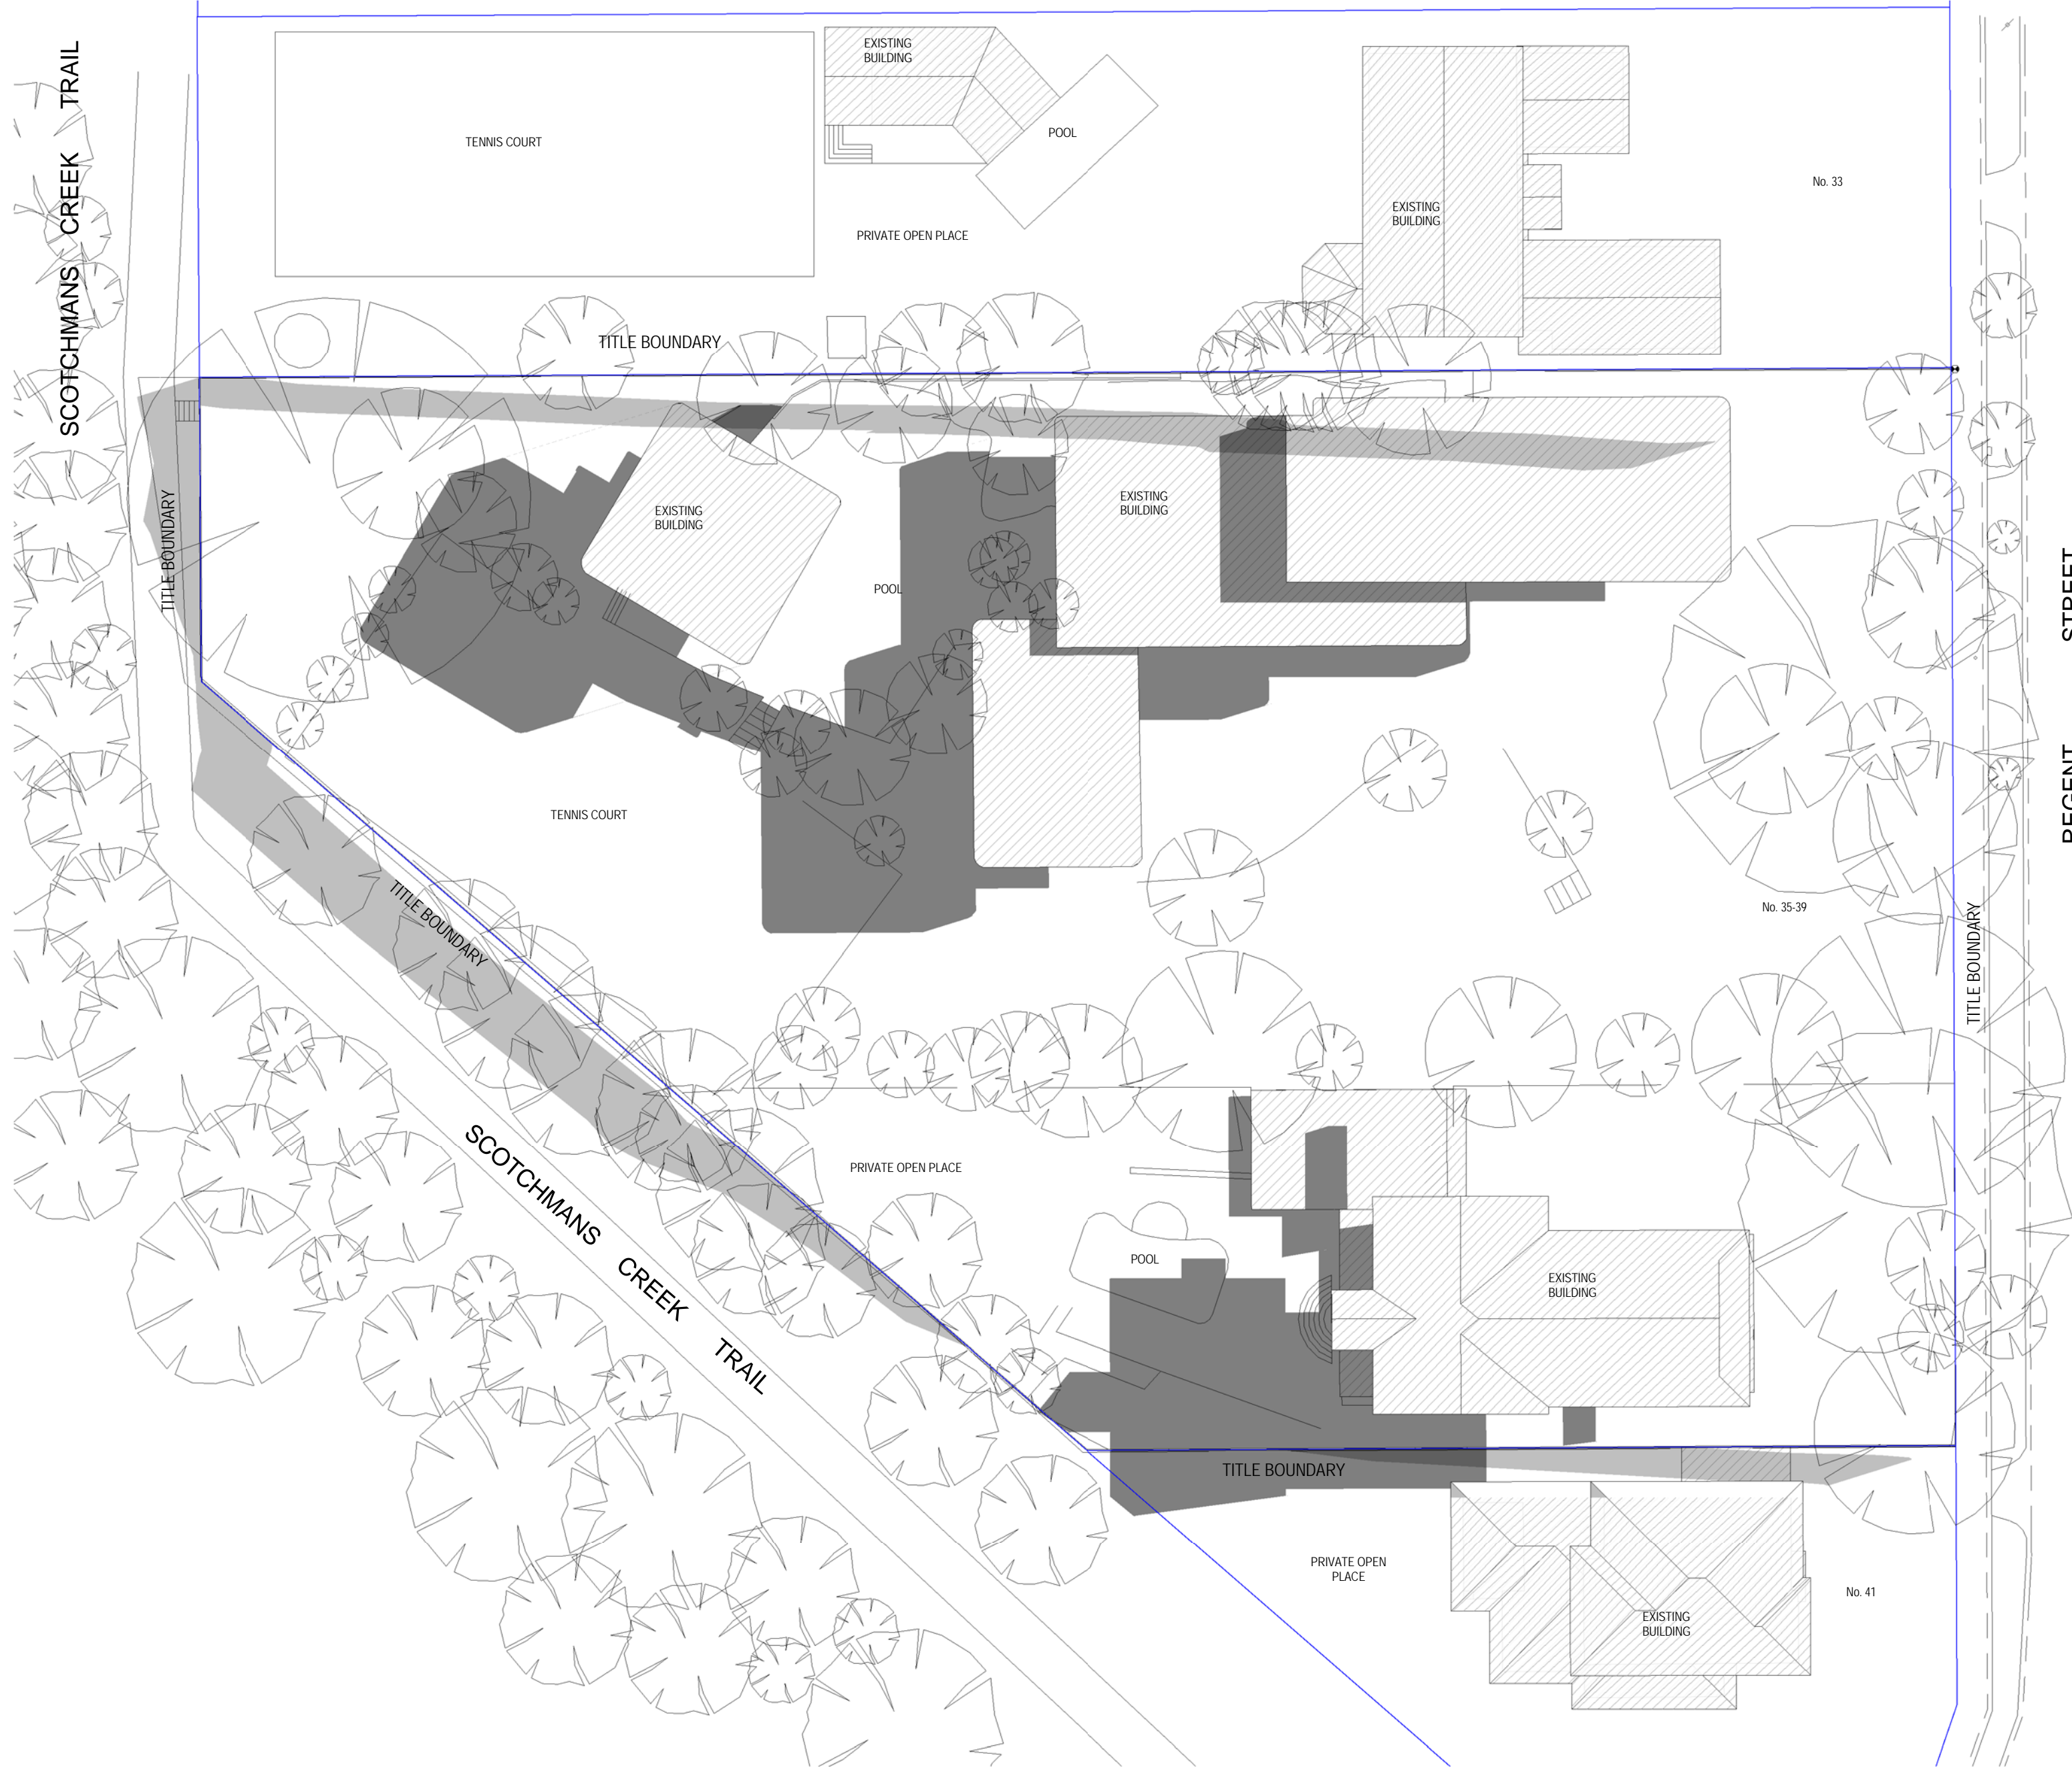 SCOTCHMANS CREEK TRAIL
EXISTING
BUILDING
TENNIS COURT
POOL
No. 33
EXISTING
BUILDING
PRIVATE OPEN PLACE
TITLE BOUNDARY
TITLE BOUNDARY
EXISTING
BUILDING
EXISTING
BUILDING
POOL
REGENT STREET
TENNIS COURT
TITLE BOUNDARY
No. 35-39
TITLE BOUNDARY
SCOTCHMANS CREEK TRAIL
PRIVATE OPEN PLACE
POOL
EXISTING
BUILDING
TITLE BOUNDARY
PRIVATE OPEN
PLACE
No. 41
EXISTING
BUILDING